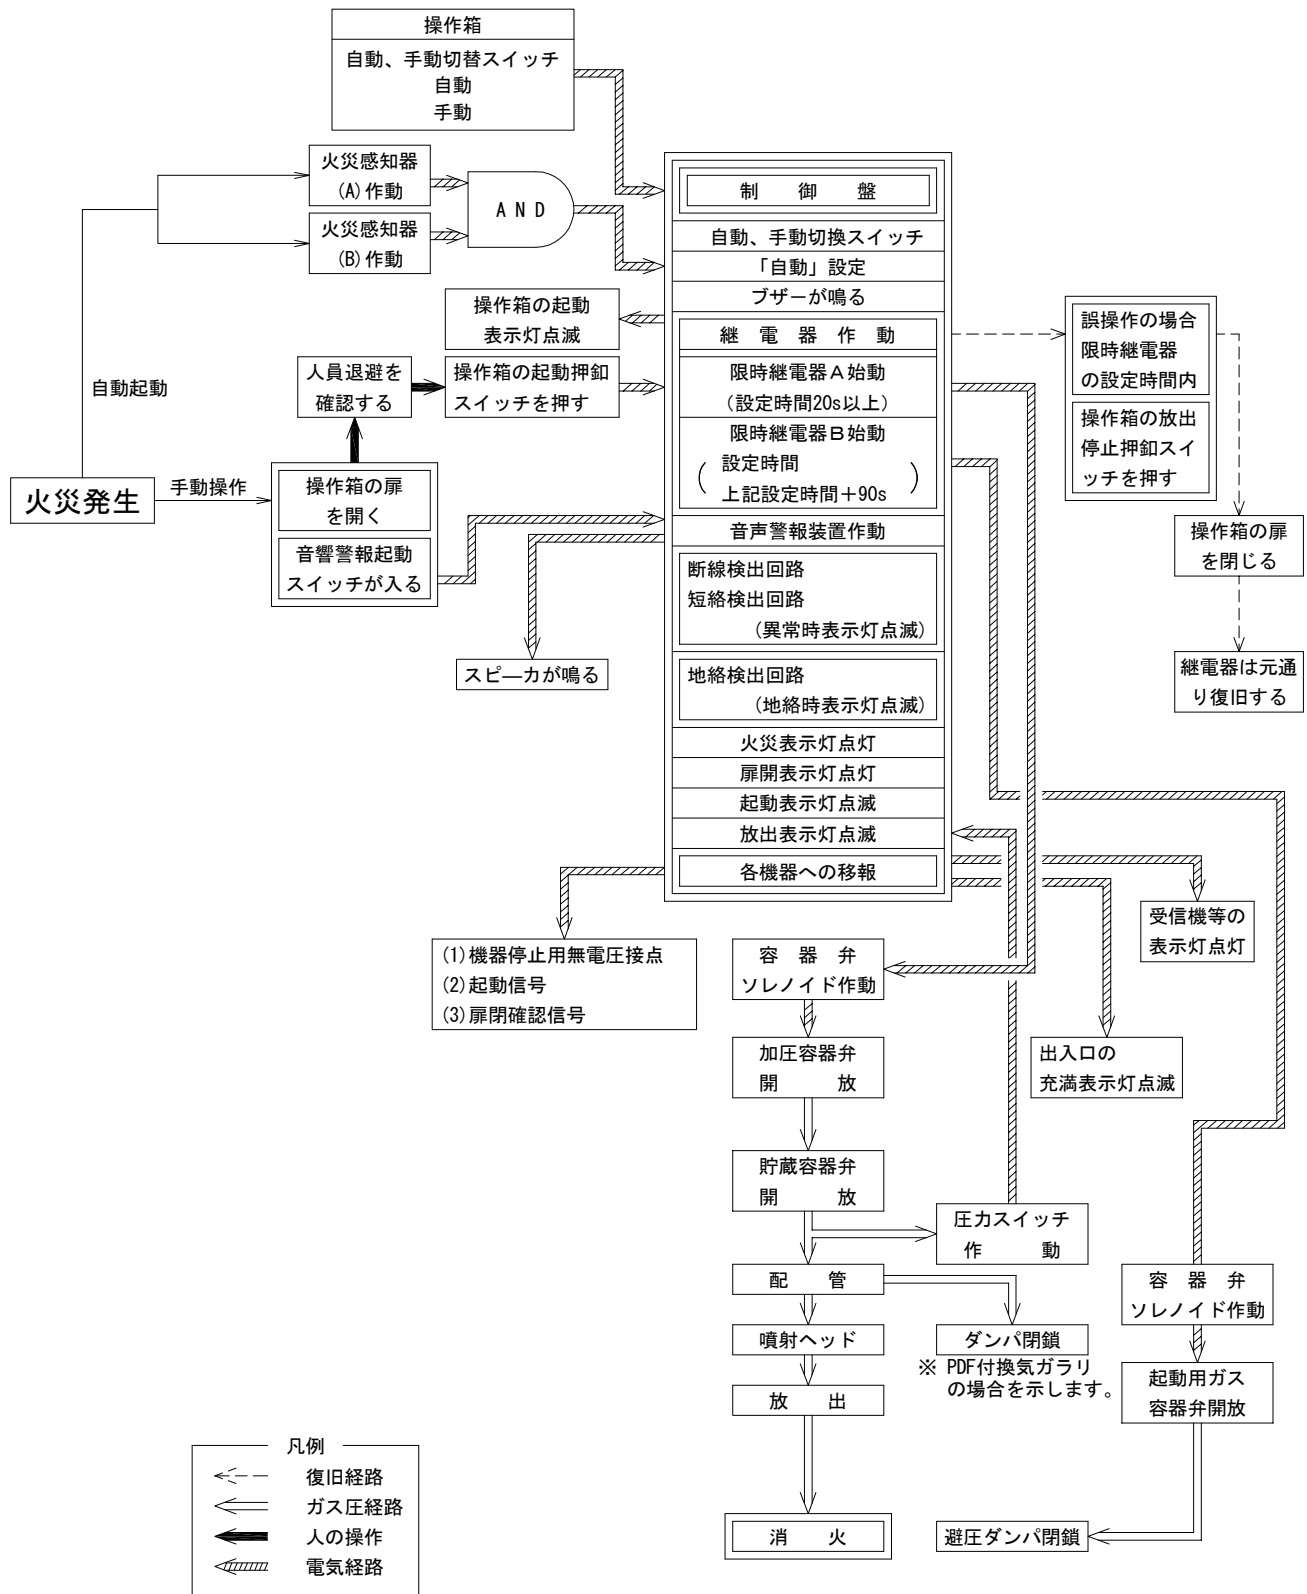 操作箱
自動、手動切替スイッチ
自動
手動
火災感知器
(A)作動
火災感知器
(B)作動
AND
制御盤
自動、手動切換スイッチ
「自動」設定
ブザーが鳴る
継電器作動
限時継電器A始動
(設定時間20s以上)
限時継電器B始動
(設定時間
上記設定時間+90s)
音声警報装置作動
断線検出回路
短絡検出回路
(異常時表示灯点滅)
地絡検出回路
(地絡時表示灯点滅)
火災表示灯点灯
扉開表示灯点灯
起動表示灯点滅
放出表示灯点滅
各機器への移報
操作箱の起動
表示灯点滅
人員退避を
確認する
操作箱の起動押釦
スイッチを押す
自動起動
火災発生
手動操作
操作箱の扉
を開く
音響警報起動
スイッチが入る
スピ―カが鳴る
誤操作の場合
限時継電器
の設定時間内
操作箱の放出
停止押釦スイ
ッチを押す
操作箱の扉
を閉じる
継電器は元通
り復旧する
(1)機器停止用無電圧接点
(2)起動信号
(3)扉閉確認信号
受信機等の
表示灯点灯
出入口の
充満表示灯点滅
容器弁
ソレノイド作動
加圧容器弁
開放
貯蔵容器弁
開放
圧力スイッチ
作動
配管
噴射ヘッド
放出
消火
ダンパ閉鎖
※ PDF付換気ガラリ
の場合を示します。
容器弁
ソレノイド作動
起動用ガス
容器弁開放
避圧ダンパ閉鎖
凡例
復旧経路
ガス圧経路
人の操作
電気経路